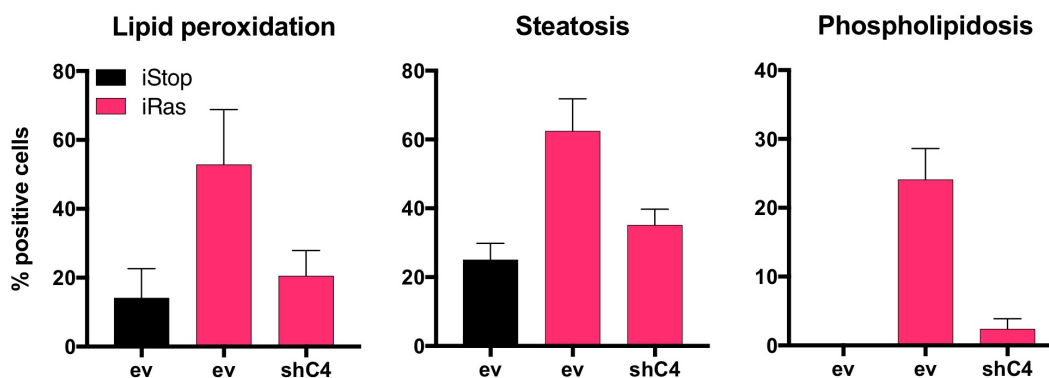 Lipid peroxidation
% positive cells
80
60
40
20
0
iStop
iRas
ev
ev
shC4
Steatosis
80
60
40
20
0
ev
ev
shC4
Phospholipidosis
40
30
20
10
0
ev
ev
shC4